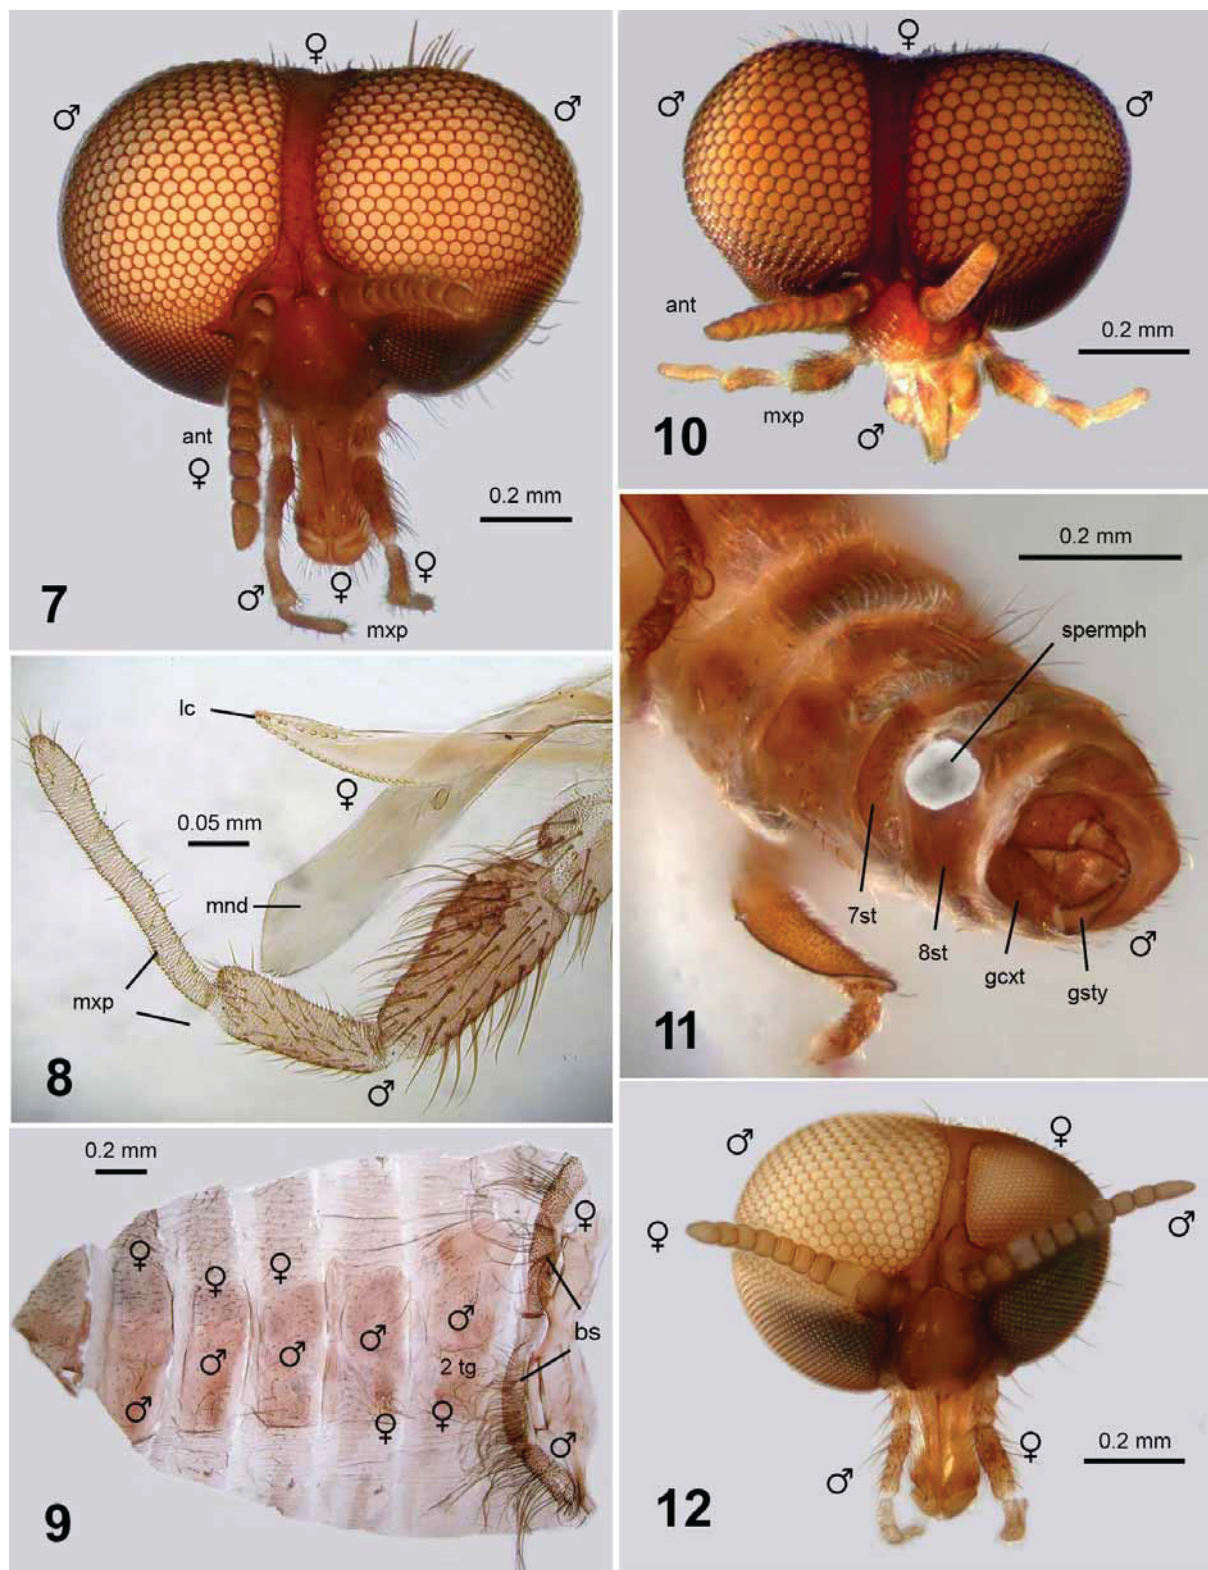 ♀
♂
♂
ant
♀
0.2 mm
♂
♀
♀
mxp
7
♀
♂
♂
ant
0.2 mm
mxp
♂
10
lc
♀
0.05 mm
mnd
mxp
8
♂
0.2 mm
spermph
7st
8st
gcxt
gsty
♂
11
0.2 mm
♀
♀
♀
♀
♂
♂
♂
♂
bs
2 tg
♂
♀
♀
♂
9
♂
♀
♀
♂
♂
♀
0.2 mm
12